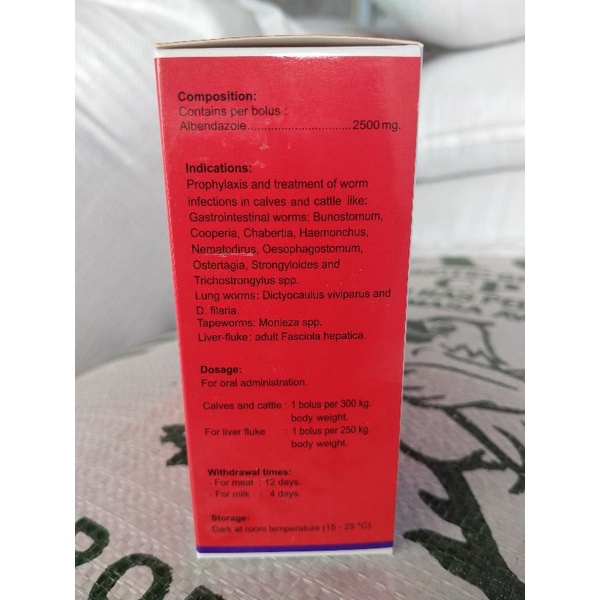 Composition:
Contains per bolus :
Albendazole..............................2500 mg.
Indications:
Prophylaxis and treatment of worm
infections in calves and cattle like:
Gastrointestinal worms: Bunostomum,
Cooperia, Chabertia, Haemonchus,
Nematodirus, Oesophagostomum,
Ostertagia, Strongyloides and
Trichostrongylus spp.
Lung worms: Dictyocaulus viviparus and
D. filaria.
Tapeworms: Monieza spp.
Liver-fluke: adult Fasciola hepatica.
Dosage:
For oral administration.
Calves and cattle : 1 bolus per 300 kg.
body weight.
For liver fluke : 1 bolus per 250 kg.
body weight.
Withdrawal times:
- For meat : 12 days.
- For milk : 4 days.
Storage:
Dark at room temperature (15 - 25 °C)